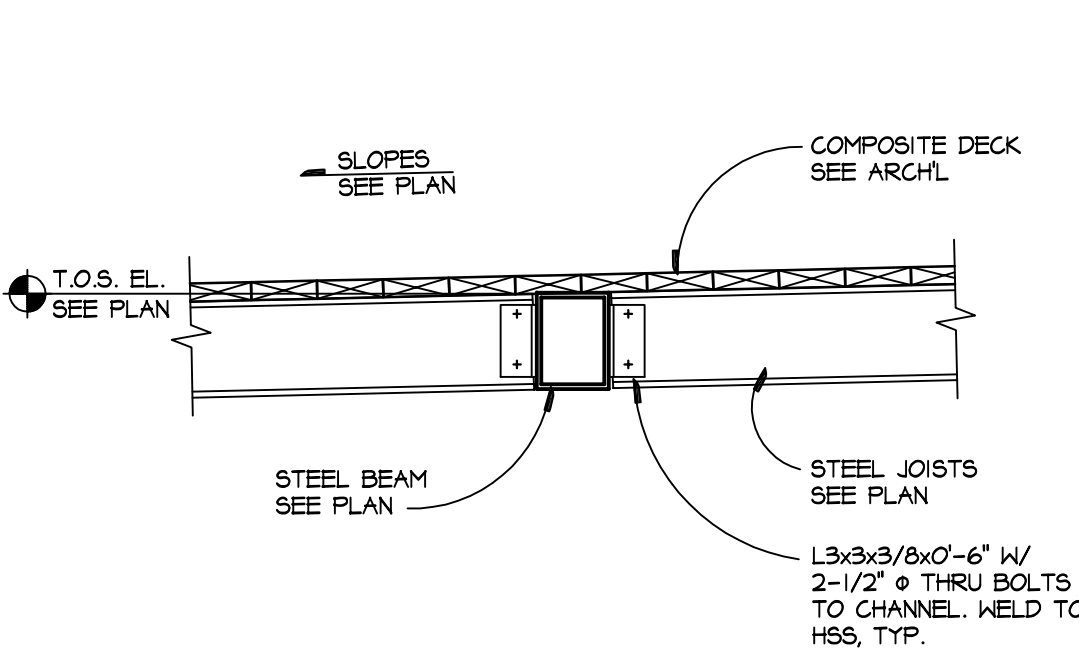 COMPOSITE DECK
SEE ARCH'L
SLOPES
SEE PLAN
T.O.S. EL.
SEE PLAN
STEEL BEAM
SEE PLAN
STEEL JOISTS
SEE PLAN
L3x3x3/8x0'-6" W/
2-1/2" Φ THRU BOLTS
TO CHANNEL. WELD TO
HSS, TYP.